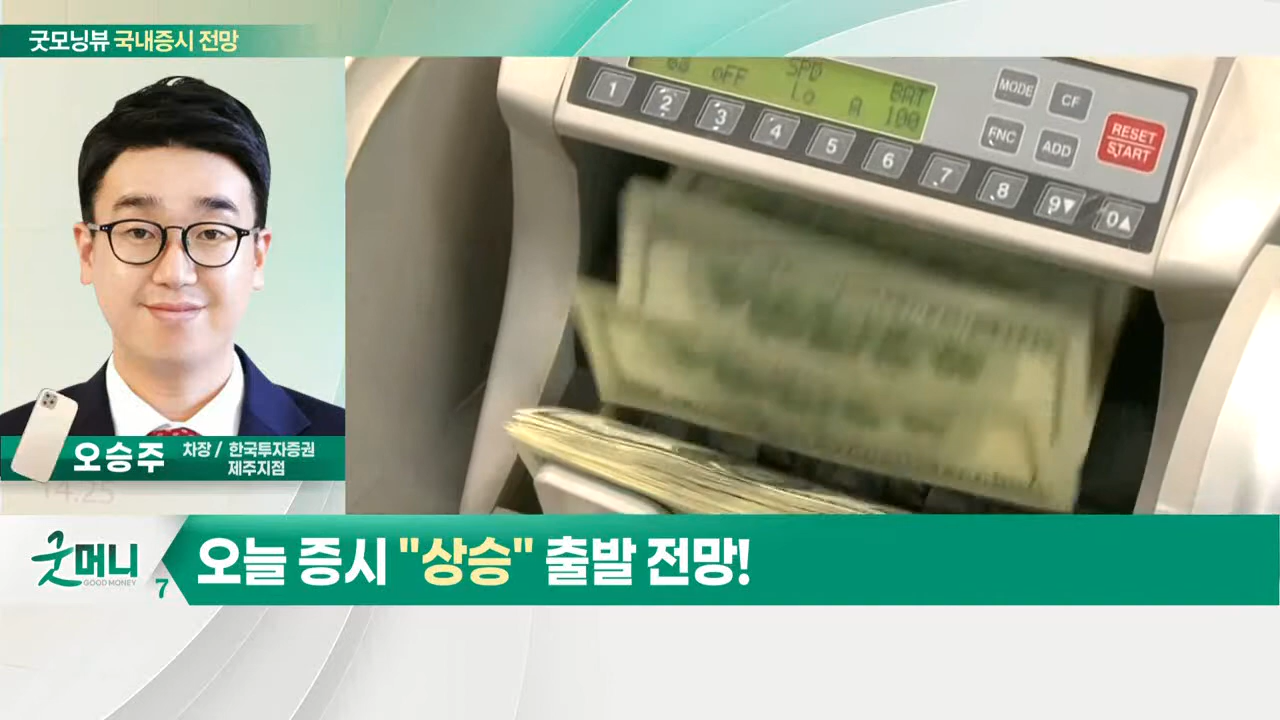 굿모닝뷰 국내증시 전망
오승주 차장 / 한국투자증권
제주지점
14.25
oFF SPD BAT
Lo A 100
MODE CF
FNC ADD
RESET
START
1 2 3 4 5 6 7 8 9▼ 0▲
굿머니
GOOD MONEY
7
오늘 증시 "상승" 출발 전망!